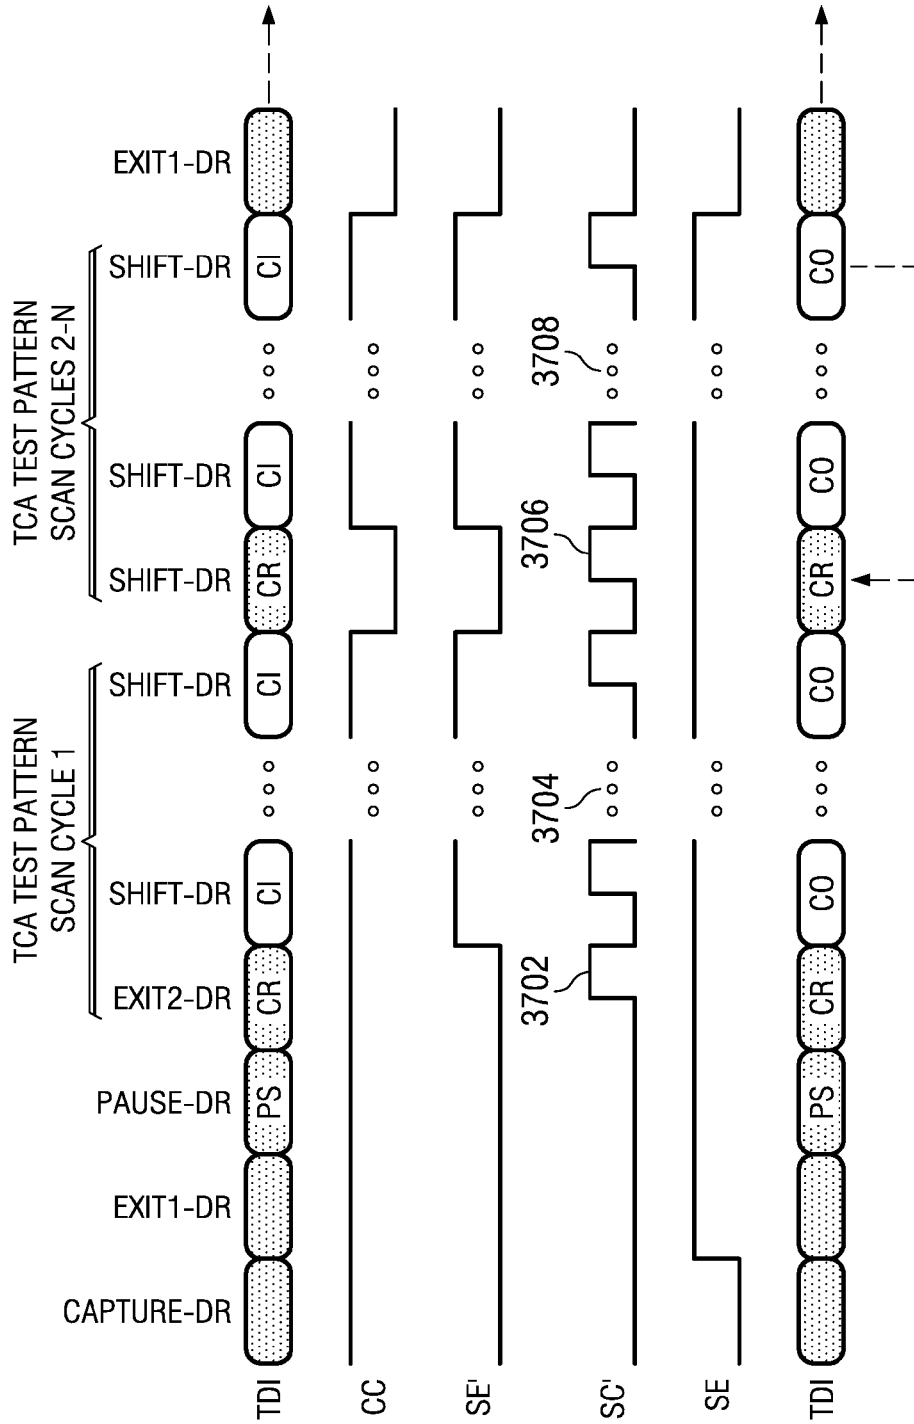 TCA TEST PATTERN
SCAN CYCLE 1
TCA TEST PATTERN
SCAN CYCLES 2-N
CAPTURE-DR
EXIT1-DR
PAUSE-DR
EXIT2-DR
SHIFT-DR
SHIFT-DR
SHIFT-DR
SHIFT-DR
SHIFT-DR
EXIT1-DR
TDI
PS
CR
CI
CI
CR
CI
CI
CC
SE'
3702
3704
3706
3708
SC'
SE
TDI
PS
CR
CO
CO
CR
CO
CO